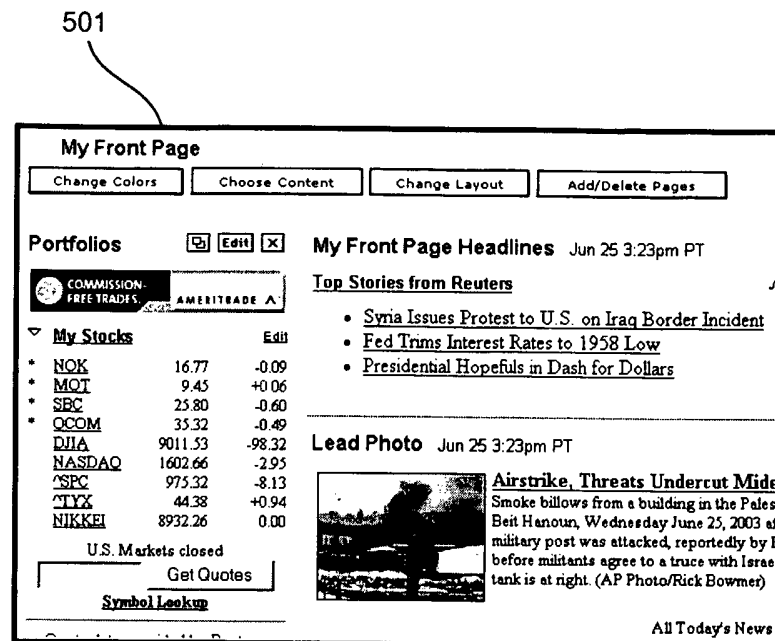 501
My Front Page
Change Colors Choose Content Change Layout Add/Delete Pages
Portfolios Edit X
COMMISSION-
FREE TRADES. AMERITRADE
My Stocks Edit
* NOK 16.77 -0.09
* MOT 9.45 +0 06
* SBC 25.80 -0.60
* QCOM 35.32 -0.49
DJIA 9011.53 -98.32
NASDAQ 1602.66 -2.95
^SPC 975.32 -8.13
^TYX 44.38 +0.94
NIKKEI 8932.26 0.00
U.S. Markets closed
Get Quotes
Symbol Lookup
My Front Page Headlines Jun 25 3:23pm PT
Top Stories from Reuters
• Syria Issues Protest to U.S. on Iraq Border Incident
• Fed Trims Interest Rates to 1958 Low
• Presidential Hopefuls in Dash for Dollars
Lead Photo Jun 25 3:23pm PT
Airstrike, Threats Undercut Mide
Smoke billows from a building in the Pales
Beit Hanoun, Wednesday June 25, 2003 af
military post was attacked, reportedly by
before militants agree to a truce with Israe
tank is at right. (AP Photo/Rick Bowmer)
All Today's News